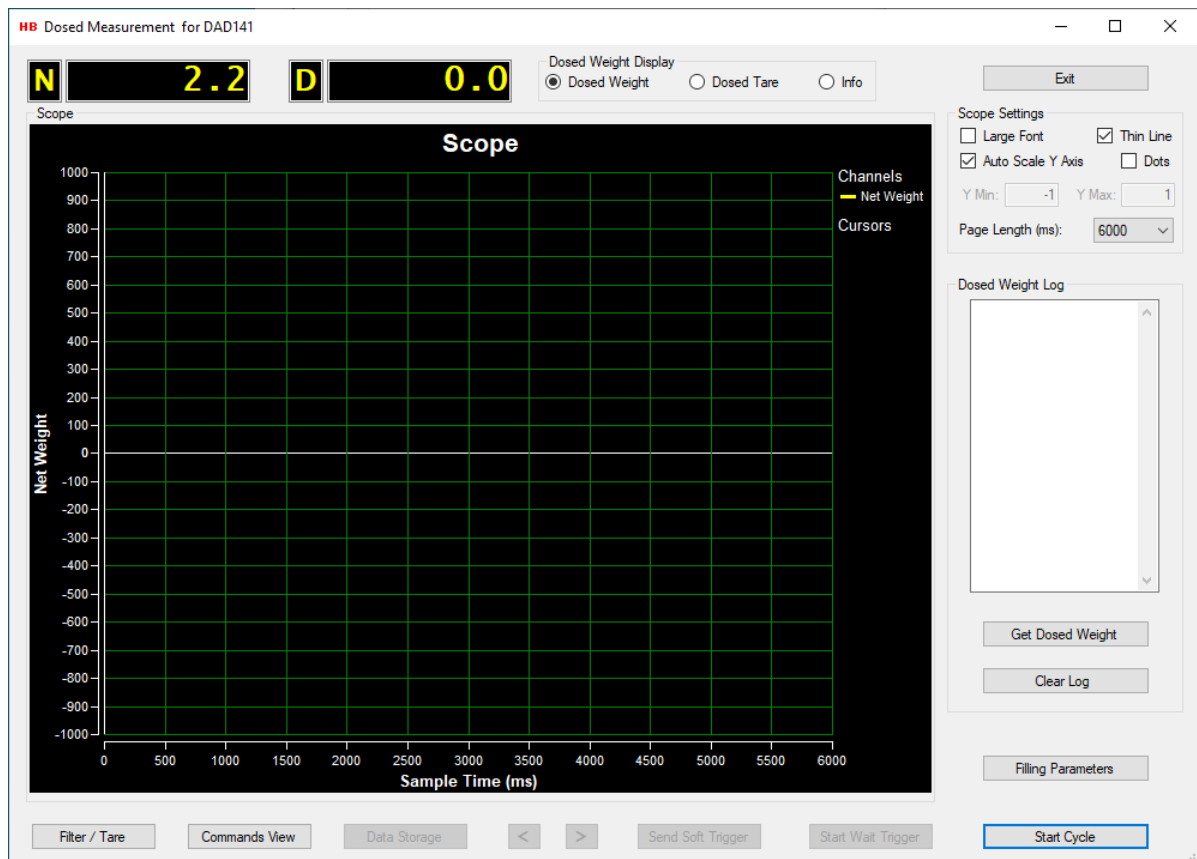 HB Dosed Measurement for DAD141
N 2.2 D 0.0
Dosed Weight Display
Dosed Weight Dosed Tare Info
Exit
Scope
Scope
1000
900
800
700
600
500
400
300
200
100
0
-100
-200
-300
-400
-500
-600
-700
-800
-900
-1000
Net Weight
0 500 1000 1500 2000 2500 3000 3500 4000 4500 5000 5500 6000
Sample Time (ms)
Channels
Net Weight
Cursors
Scope Settings
Large Font Thin Line
Auto Scale Y Axis Dots
Y Min: -1 Y Max: 1
Page Length (ms): 6000
Dosed Weight Log
Get Dosed Weight
Clear Log
Filling Parameters
Filter / Tare Commands View Data Storage < > Send Soft Trigger Start Wait Trigger Start Cycle